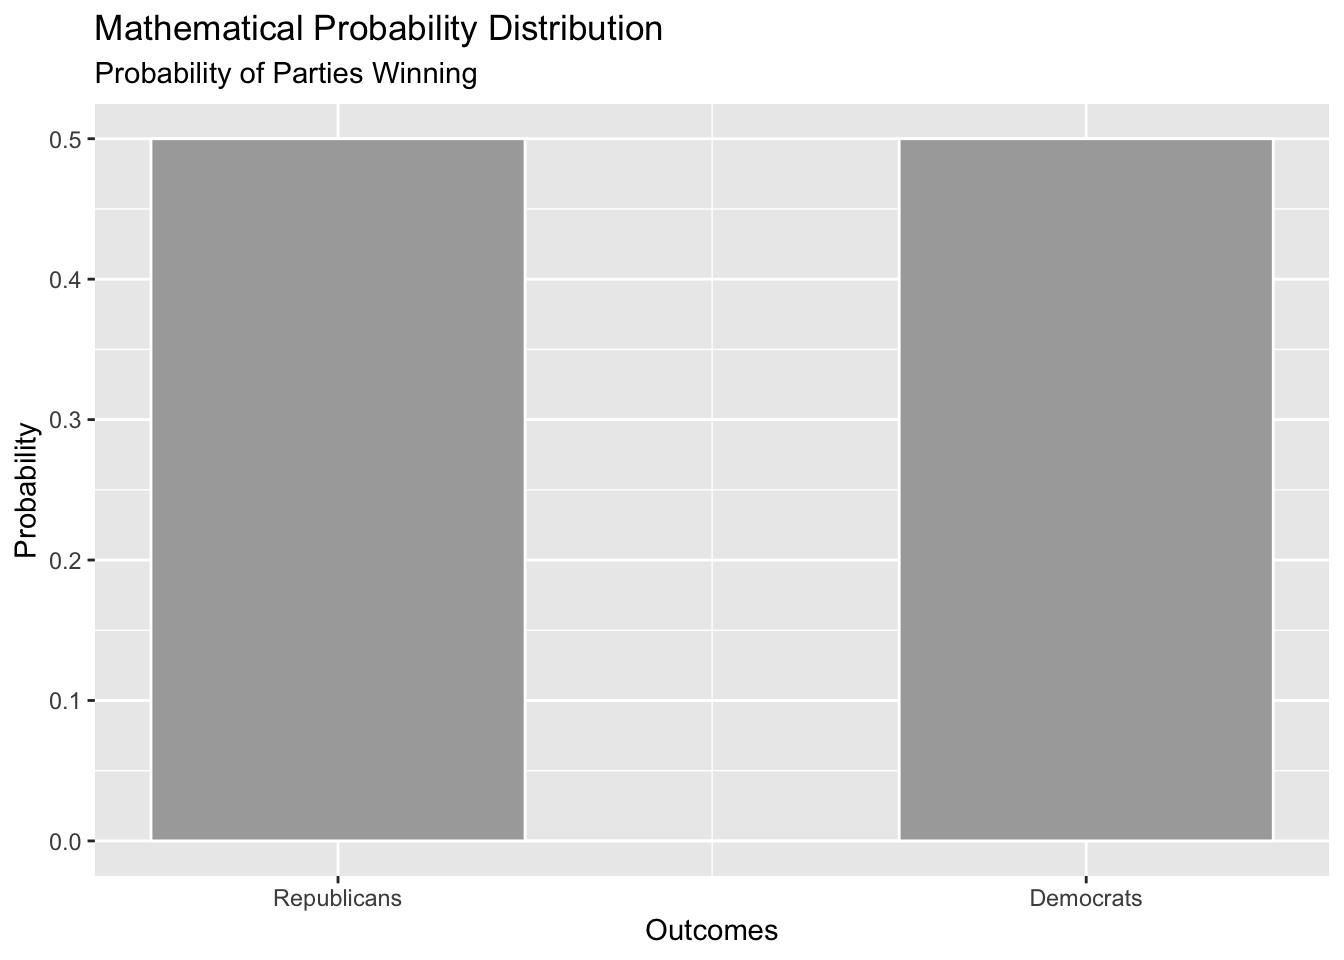 Mathematical Probability Distribution
Probability of Parties Winning
0.5
0.4
0.3
0.2
0.1
0.0
Probability
Republicans
Democrats
Outcomes